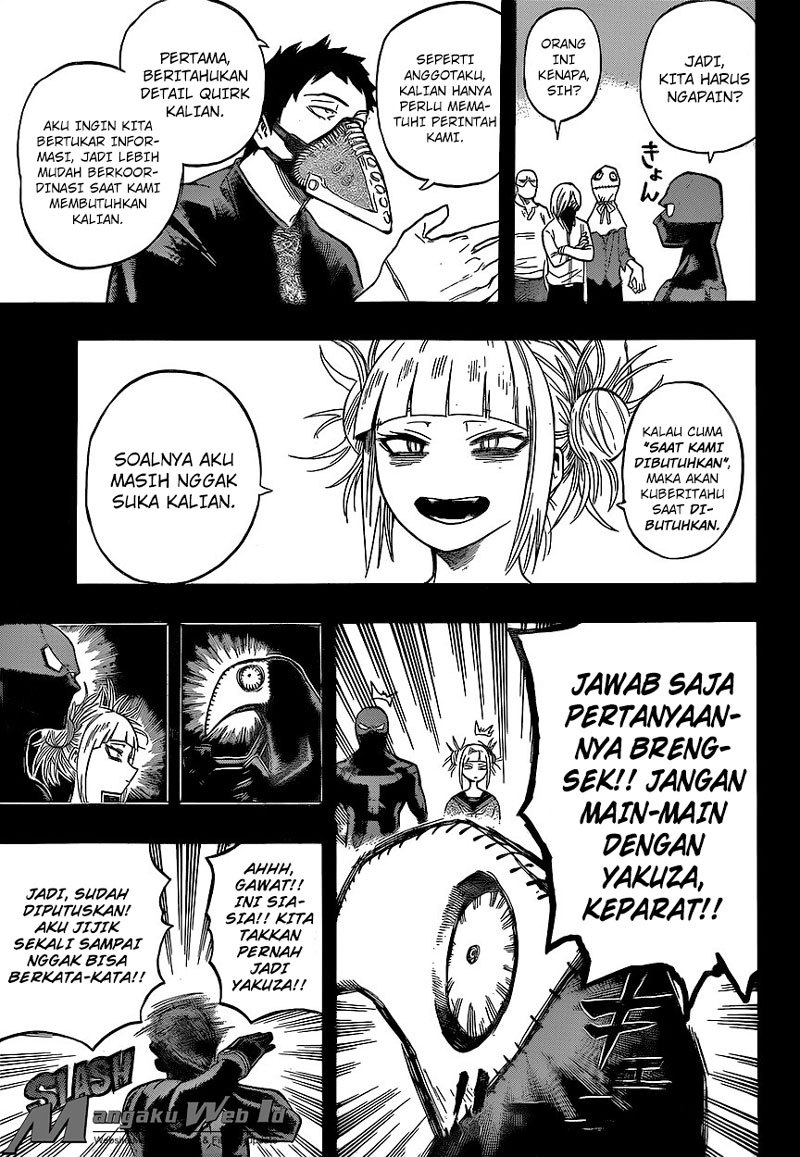 JADI,
KITA HARUS
NGAPAIN?
ORANG
INI
KENAPA,
SIH?
きょん
SEPERTI
ANGGOTAKU,
KALIAN HANYA
PERLU MEMA-
TUHI PERINTAH
KAMI.
PERTAMA,
BERITAHUKAN
DETAIL QUIRK
KALIAN.
AKU INGIN KITA
BERTUKAR INFOR-
MASI, JADI LEBIH
MUDAH BERKOOR-
DINASI SAAT KAMI
MEMBUTUHKAN
KALIAN.
KALAU CUMA
"SAAT KAMI
DIBUTUHKAN",
MAKA AKAN
KUBERITAHU
SAAT DI-
BUTUHKAN.
SOALNYA AKU
MASIH NGGAK
SUKA KALIAN.
JAWAB SAJA
PERTANYAAN-
NYA BRENG-
SEK!! JANGAN
MAIN-MAIN
DENGAN
YAKUZA,
KEPARAT!!
AHHH,
GAWAT!!
INI SIA-
SIA!! KITA
TAKKAN
PERNAH
JADI
YAKUZA!!
JADI, SUDAH
DIPUTUSKAN!
AKU JIJIK
SEKALI SAMPAI
NGGAK BISA
BERKATA-KATA!!
SLASH
Mangaku Web Id